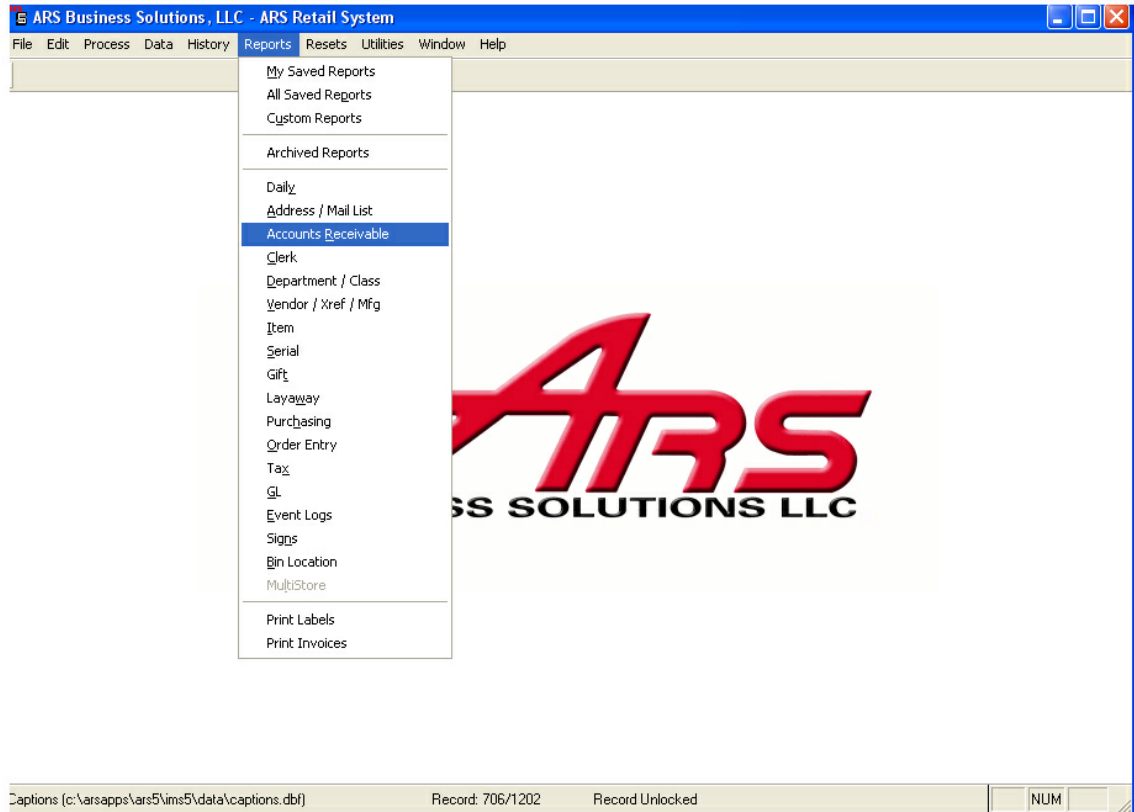 ARS Business Solutions, LLC - ARS Retail System
File Edit Process Data History Reports Resets Utilities Window Help
My Saved Reports
All Saved Reports
Custom Reports
Archived Reports
Daily
Address / Mail List
Accounts Receivable
Clerk
Department / Class
Vendor / Xref / Mfg
Item
Serial
Gift
Layaway
Purchasing
Order Entry
Tax
GL
Event Logs
Signs
Bin Location
MultiStore
Print Labels
Print Invoices
ARS
SS SOLUTIONS LLC
Captions (c:\arsapps\ars5\ims5\data\captions.dbf) Record: 706/1202 Record Unlocked NUM